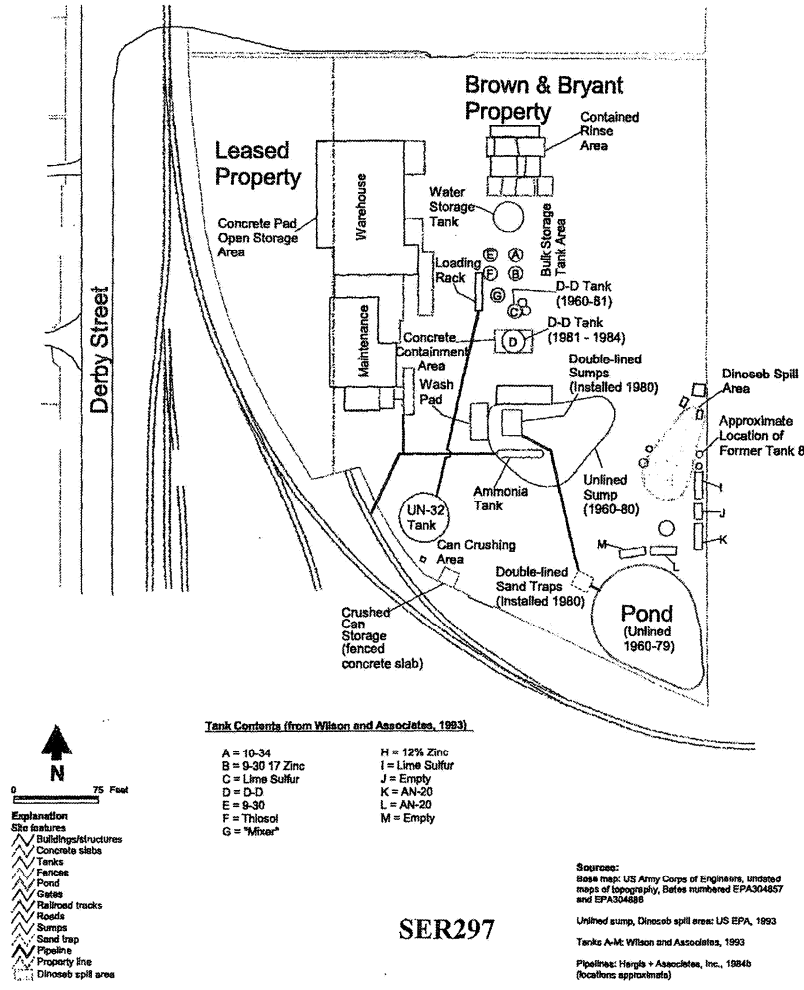 Brown & Bryant
Property
Contained
Rinse
Area
Leased
Property
Warehouse
Water
Storage
Tank
Concrete Pad
Open Storage
Area
Bulk Storage
Tank Area
E
A
F
B
Loading
Rack
G
D-D Tank
(1960-81)
C
Derby Street
Maintenance
Concrete
Containment
Area
D
D-D Tank
(1981 - 1984)
Double-lined
Sumps
(Installed 1980)
Dinoseb Spill
Area
Wash
Pad
Approximate
Location of
Former Tank 8
Unlined
Sump
(1960-80)
Ammonia
Tank
I
J
K
UN-32
Tank
M
L
Can Crushing
Area
Double-lined
Sand Traps
(Installed 1980)
Crushed
Can
Storage
(fenced
concrete slab)
Pond
(Unlined
1960-79)
Tank Contents (from Wilson and Associates, 1993)
A = 10-34
B = 9-30 17 Zinc
C = Lime Sulfur
D = D-D
E = 9-30
F = Thiosol
G = "Mixer"
H = 12% Zinc
I = Lime Sulfur
J = Empty
K = AN-20
L = AN-20
M = Empty
N
0 75 Feet
Explanation
Site features
Buildings/structures
Concrete slabs
Tanks
Fences
Pond
Gates
Railroad tracks
Roads
Sumps
Sand trap
Pipeline
Property line
Dinoseb spill area
SER297
Sources:
Base map: US Army Corps of Engineers, undated
maps of topography, Bates numbered EPA304857
and EPA304886
Unlined sump, Dinoseb spill area: US EPA, 1993
Tanks A-M: Wilson and Associates, 1993
Pipelines: Hargis + Associates, Inc., 1984b
(locations approximate)